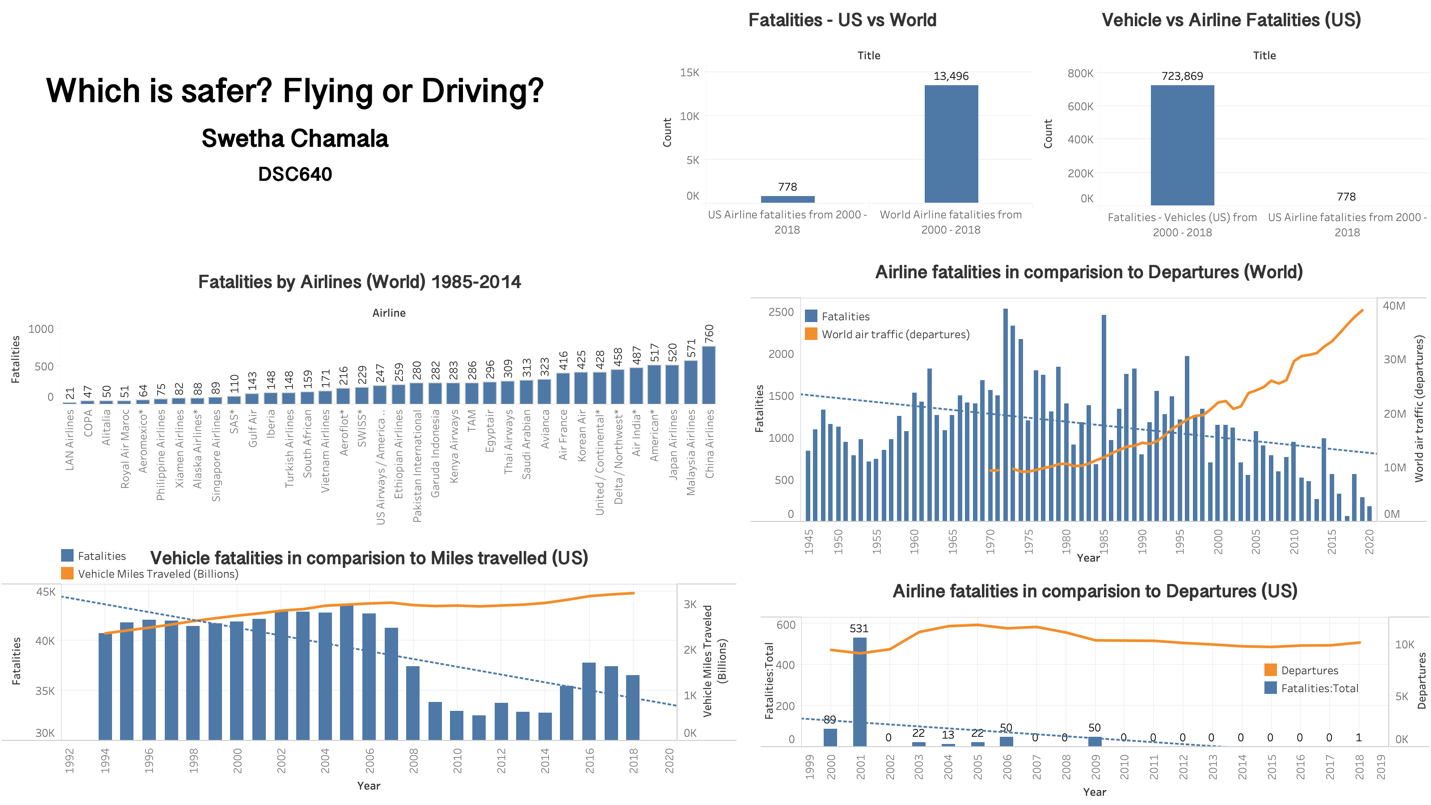 Which is safer? Flying or Driving?
Swetha Chamala
DSC640
Fatalities - US vs World
Title
Count
15K
10K
5K
0K
778
13,496
US Airline fatalities from 2000 -
2018
World Airline fatalities from
2000 - 2018
Vehicle vs Airline Fatalities (US)
Title
Count
800K
600K
400K
200K
0K
723,869
778
Fatalities - Vehicles (US) from
2000 - 2018
US Airline fatalities from 2000 -
2018
Fatalities by Airlines (World) 1985-2014
Airline
Fatalities
1000
500
0
21
47
50
51
64
75
82
88
89
110
143
148
148
159
171
216
229
247
259
280
282
283
286
296
309
313
323
416
425
428
458
487
517
520
571
760
LAN Airlines
COPA
Alitalia
Royal Air Maroc
Aeromexico*
Philippine Airlines
Xiamen Airlines
Alaska Airlines*
Singapore Airlines
SAS*
Gulf Air
Iberia
Turkish Airlines
South African
Vietnam Airlines
Aeroflot*
SWISS*
US Airways / America ..
Ethiopian Airlines
Pakistan International
Garuda Indonesia
Kenya Airways
TAM
Egyptair
Thai Airways
Saudi Arabian
Avianca
Air France
Korean Air
United / Continental*
Delta / Northwest*
Air India*
American*
Japan Airlines
Malaysia Airlines
China Airlines
Airline fatalities in comparision to Departures (World)
Fatalities
World air traffic (departures)
Fatalities
2500
2000
1500
1000
500
0
40M
30M
20M
10M
0M
World air traffic (departures)
1945
1950
1955
1960
1965
1970
1975
1980
1985
1990
1995
2000
2005
2010
2015
2020
Year
Fatalities
Vehicle Miles Traveled (Billions)
Vehicle fatalities in comparision to Miles travelled (US)
Fatalities
45K
40K
35K
30K
3K
2K
1K
0K
Vehicle Miles Traveled
(Billions)
1992
1994
1996
1998
2000
2002
2004
2006
2008
2010
2012
2014
2016
2018
2020
Year
Airline fatalities in comparision to Departures (US)
Fatalities:Total
600
400
200
0
89
531
0
22
13
22
50
0
0
50
0
0
0
0
0
0
0
0
1
Departures
Fatalities:Total
10K
5K
0K
Departures
1999
2000
2001
2002
2003
2004
2005
2006
2007
2008
2009
2010
2011
2012
2013
2014
2015
2016
2017
2018
2019
Year